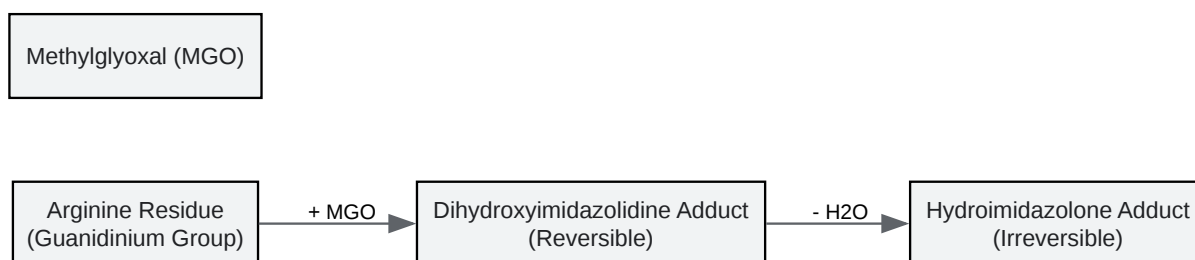 Methylglyoxal (MGO)
Arginine Residue
(Guanidinium Group)
+ MGO
Dihydroxyimidazolidine Adduct
(Reversible)
- H2O
Hydroimidazolone Adduct
(Irreversible)